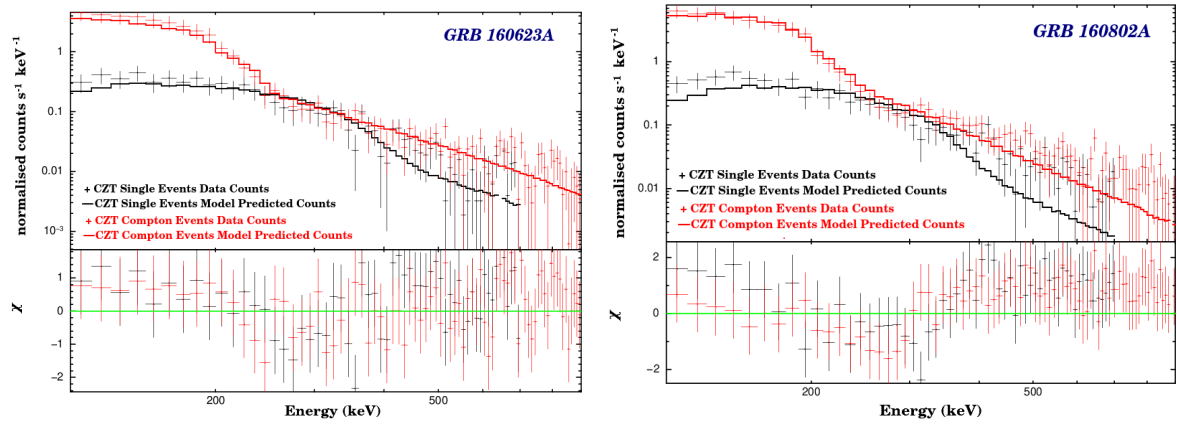 GRB 160623A
normalised counts s⁻¹ keV⁻¹
1
0.1
0.01
10⁻³
+ CZT Single Events Data Counts
CZT Single Events Model Predicted Counts
+ CZT Compton Events Data Counts
CZT Compton Events Model Predicted Counts
χ
1
0
−1
−2
200
500
Energy (keV)
GRB 160802A
normalised counts s⁻¹ keV⁻¹
1
0.1
0.01
+ CZT Single Events Data Counts
CZT Single Events Model Predicted Counts
+ CZT Compton Events Data Counts
CZT Compton Events Model Predicted Counts
χ
2
0
−2
200
500
Energy (keV)